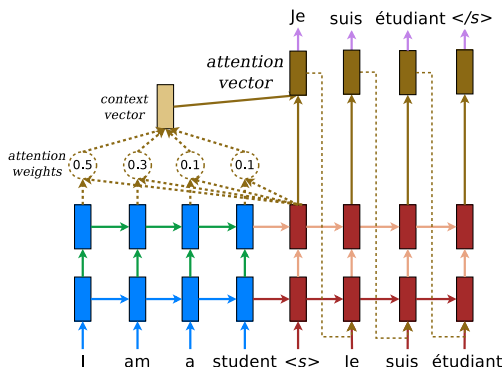 Je suis étudiant </s>
attention
vector
context
vector
attention
weights
0.5 0.3 0.1 0.1
I am a student <s> le suis étudiant